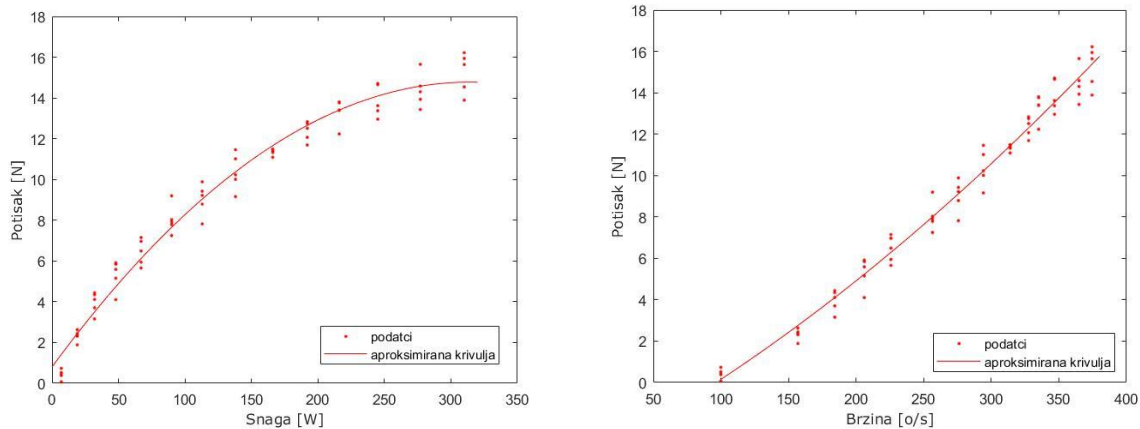 18
16
14
12
10
8
6
4
2
0
Potisak [N]
podatci
aproksimirana krivulja
0 50 100 150 200 250 300 350
Snaga [W]
18
16
14
12
10
8
6
4
2
0
Potisak [N]
podatci
aproksimirana krivulja
50 100 150 200 250 300 350 400
Brzina [o/s]